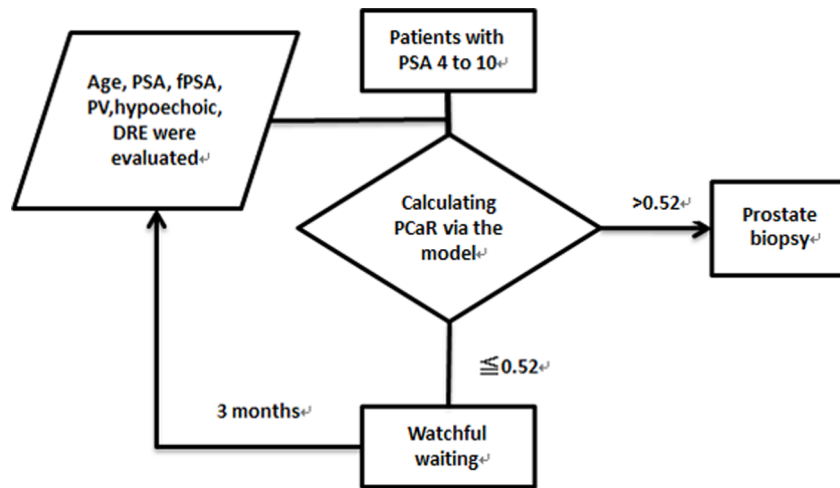 Patients with
PSA 4 to 10↵
Age, PSA, fPSA,
PV,hypoechoic,
DRE were
evaluated↵
Calculating
PCaR via the
model↵
>0.52↵
Prostate
biopsy↵
≦0.52↵
3 months↵
Watchful
waiting↵